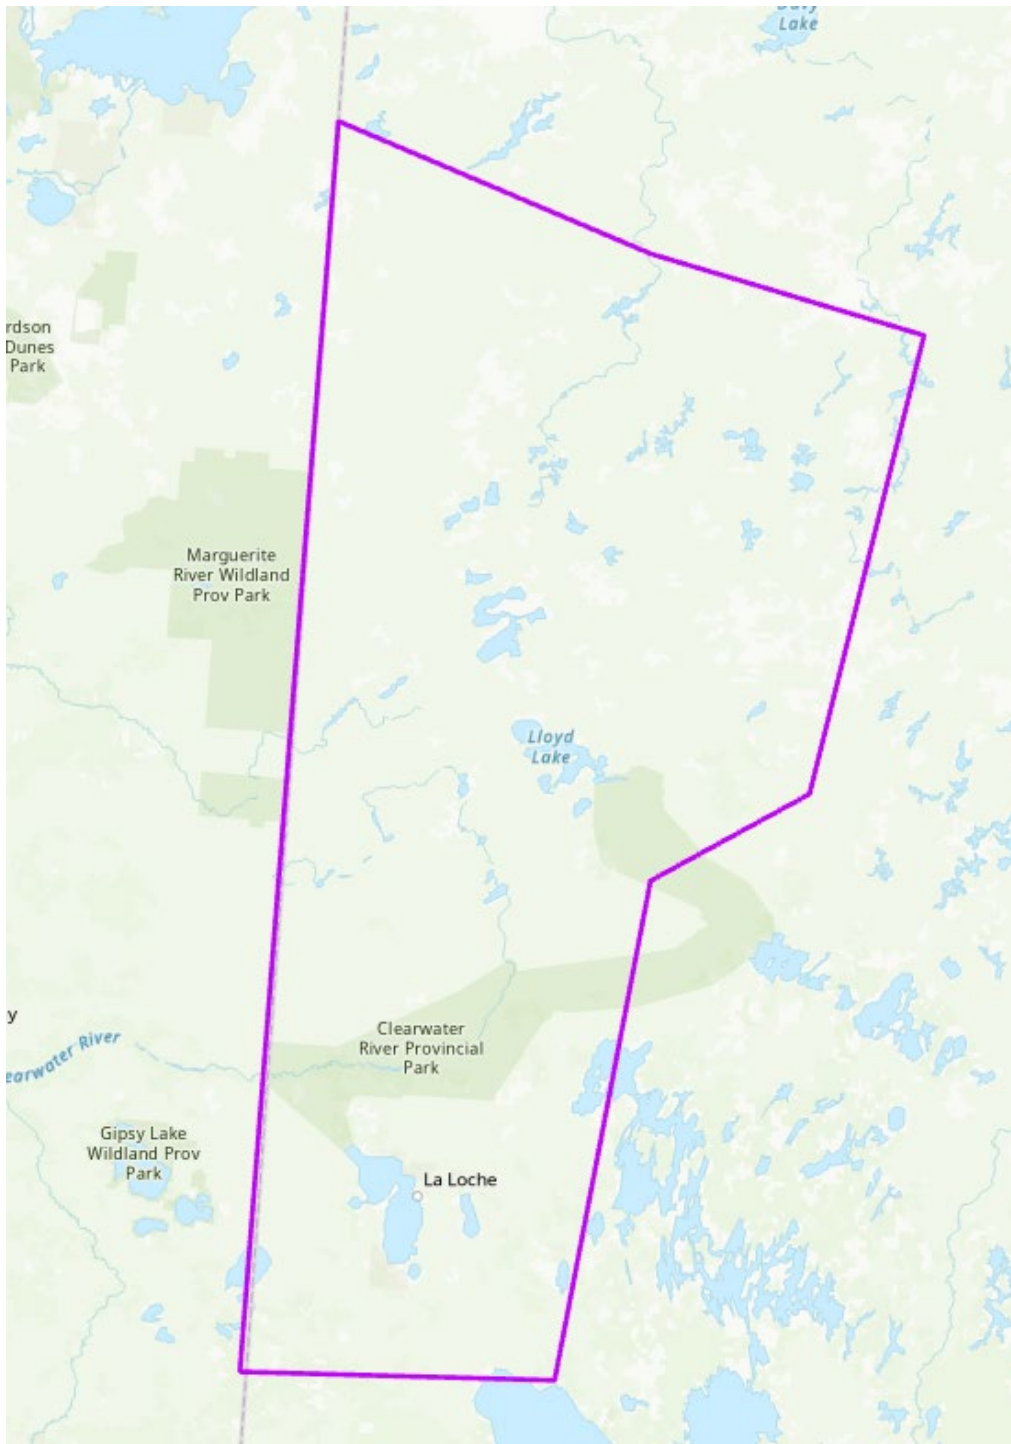 Lake
rdson
Dunes
Park
Marguerite
River Wildland
Prov Park
Lloyd
Lake
y
earwater River
Clearwater
River Provincial
Park
Gipsy Lake
Wildland Prov
Park
La Loche